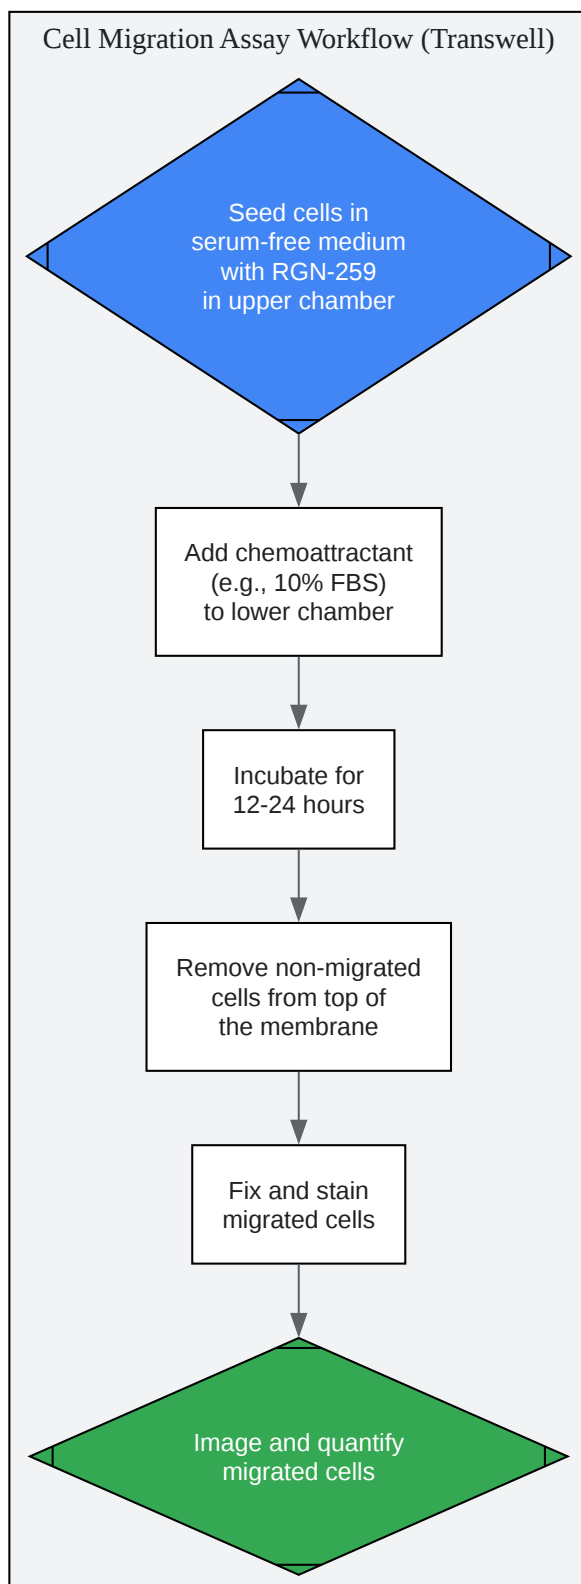 Cell Migration Assay Workflow (Transwell)
Seed cells in
serum-free medium
with RGN-259
in upper chamber
Add chemoattractant
(e.g., 10% FBS)
to lower chamber
Incubate for
12-24 hours
Remove non-migrated
cells from top of
the membrane
Fix and stain
migrated cells
Image and quantify
migrated cells